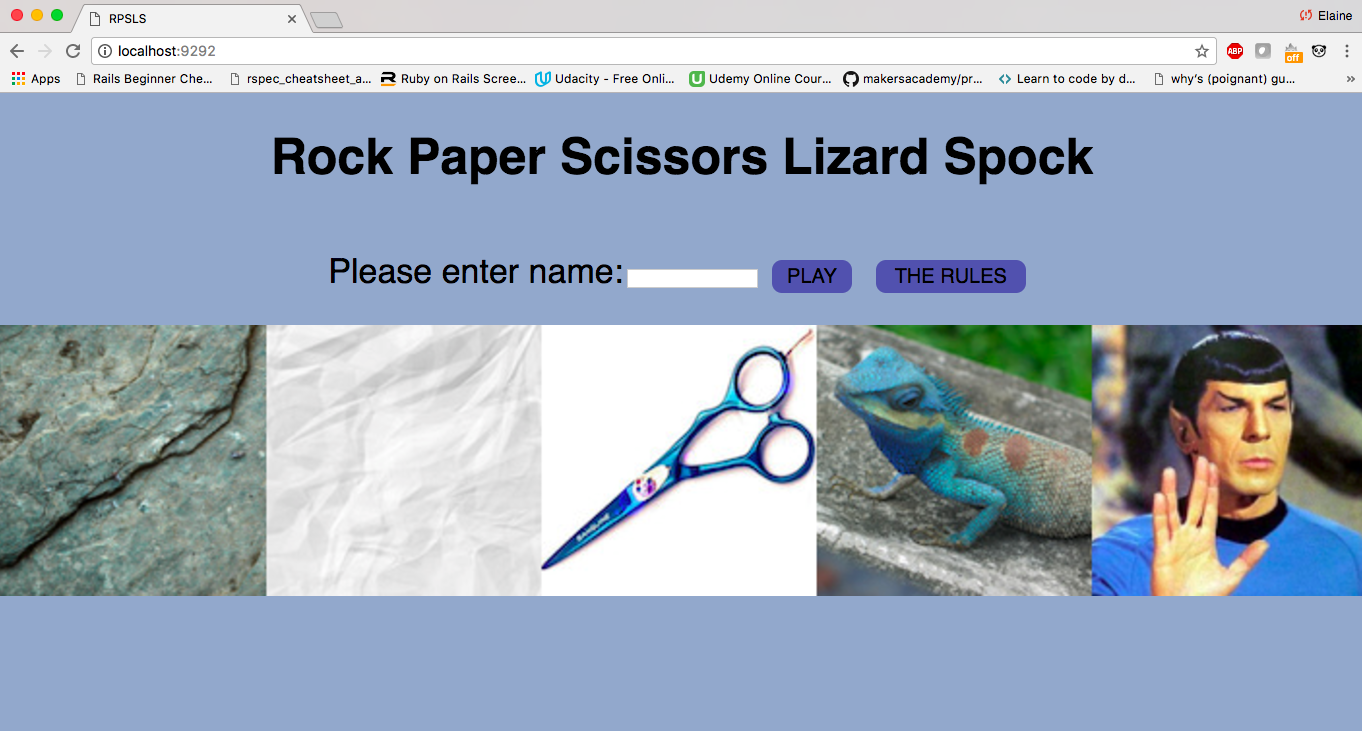 RPSLS
Elaine
localhost:9292
ABP
off
Apps
Rails Beginner Che...
rspec_cheatsheet_a...
Ruby on Rails Scree...
Udacity - Free Onli...
Udemy Online Cour...
makersacademy/pr...
Learn to code by d...
why's (poignant) gu...
»
Rock Paper Scissors Lizard Spock
Please enter name:
PLAY
THE RULES